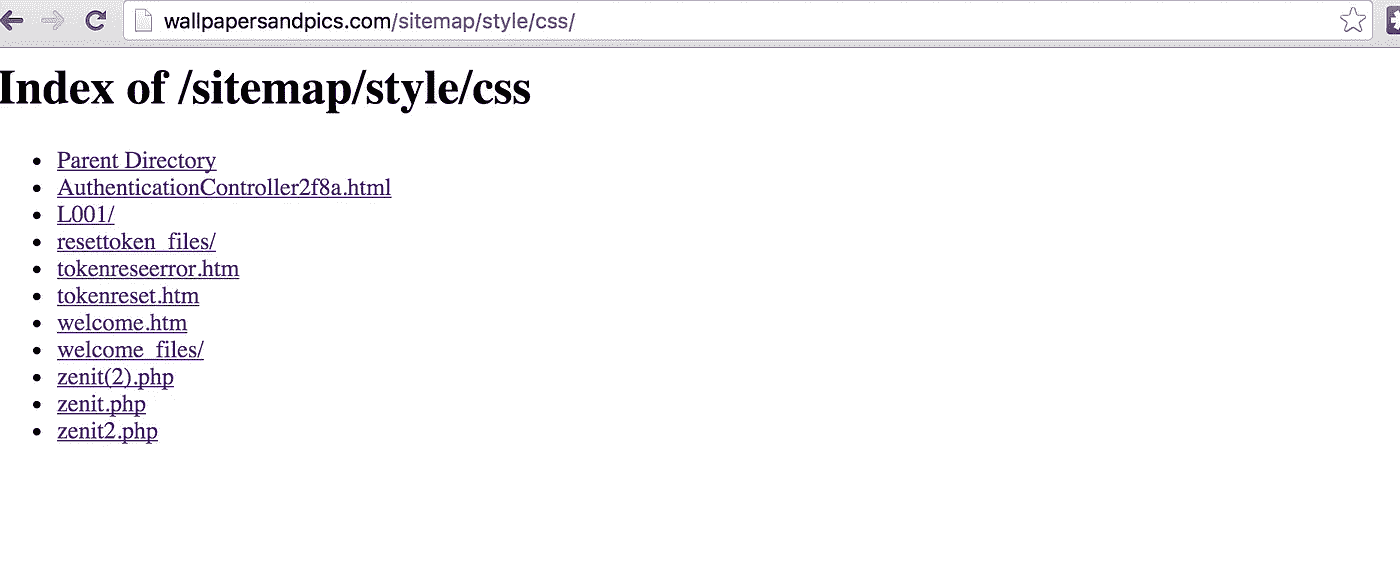 wallpapersandpics.com/sitemap/style/css/
Index of /sitemap/style/css
Parent Directory
AuthenticationController2f8a.html
L001/
resettoken_files/
tokenreseerror.htm
tokenreset.htm
welcome.htm
welcome_files/
zenit(2).php
zenit.php
zenit2.php